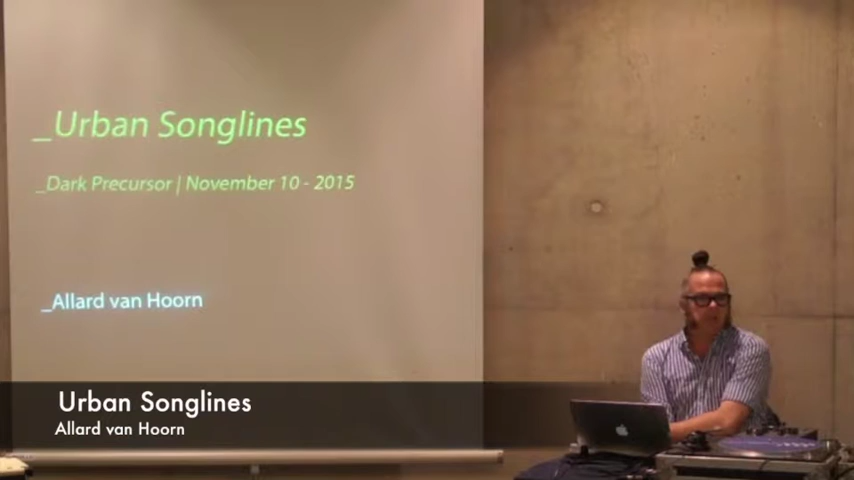 _Urban Songlines
_Dark Precursor | November 10 - 2015
_Allard van Hoorn
Urban Songlines
Allard van Hoorn